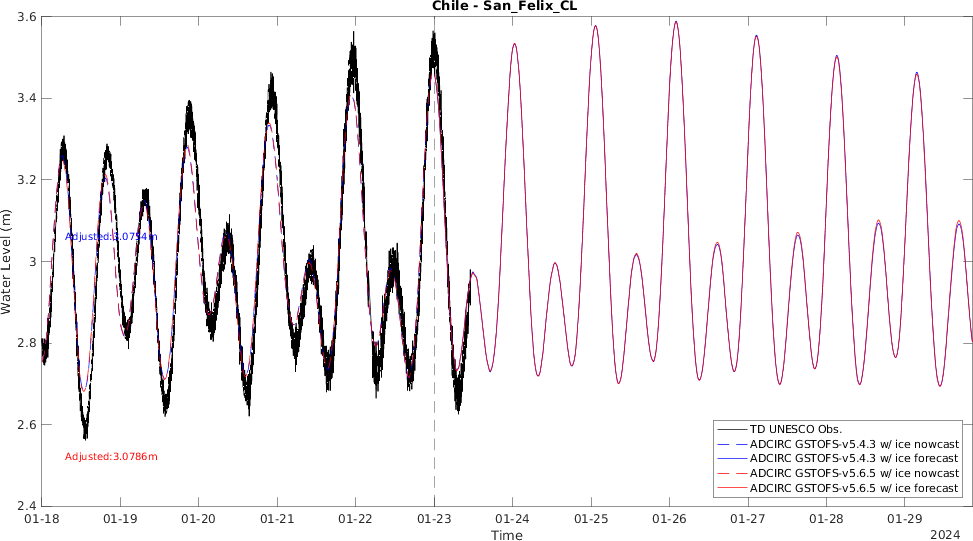 Chile - San_Felix_CL
3.6
3.4
3.2
3
2.8
2.6
2.4
Water Level (m)
Adjusted:3.0754m
Adjusted:3.0786m
TD UNESCO Obs.
ADCIRC GSTOFS-v5.4.3 w/ ice nowcast
ADCIRC GSTOFS-v5.4.3 w/ ice forecast
ADCIRC GSTOFS-v5.6.5 w/ ice nowcast
ADCIRC GSTOFS-v5.6.5 w/ ice forecast
01-18 01-19 01-20 01-21 01-22 01-23 01-24 01-25 01-26 01-27 01-28 01-29
Time
2024